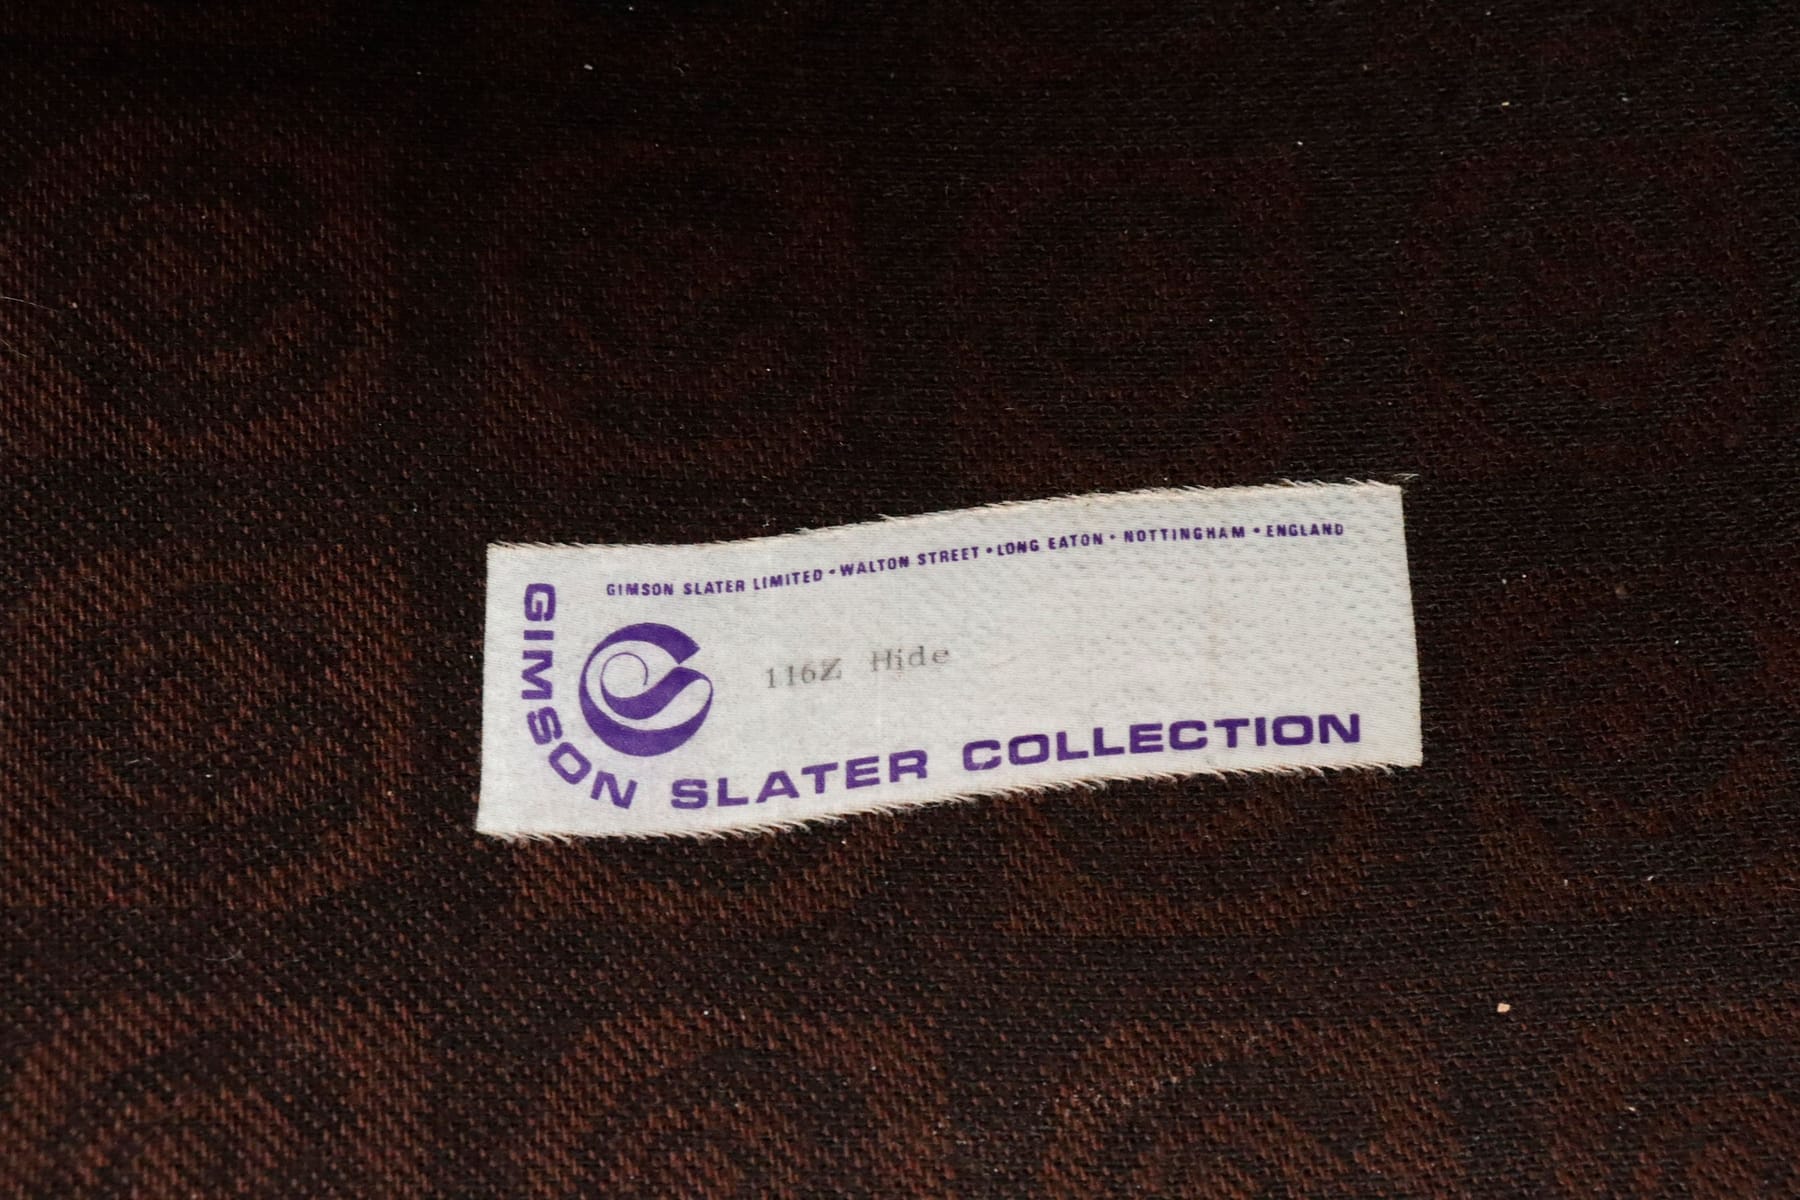 GIMSON SLATER LIMITED • WALTON STREET • LONG EATON • NOTTINGHAM • ENGLAND
116Z Hide
GIMSON SLATER COLLECTION